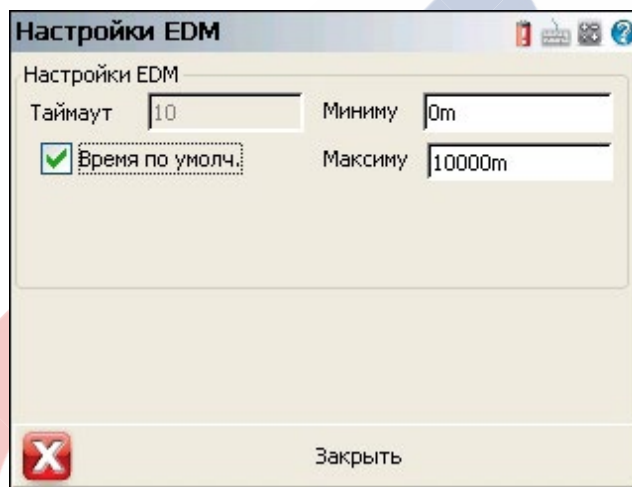 Настройки EDM
Настройки EDM
Таймаут 10 Миниму 0m
Время по умолч. Максиму 10000m
Закрыть